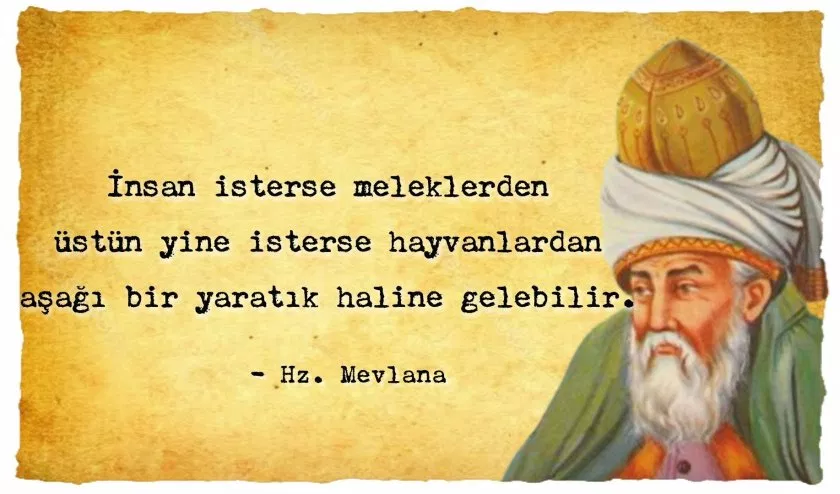 İnsan isterse meleklerden
üstün yine isterse hayvanlardan
aşağı bir yaratık haline gelebilir.
- Hz. Mevlana